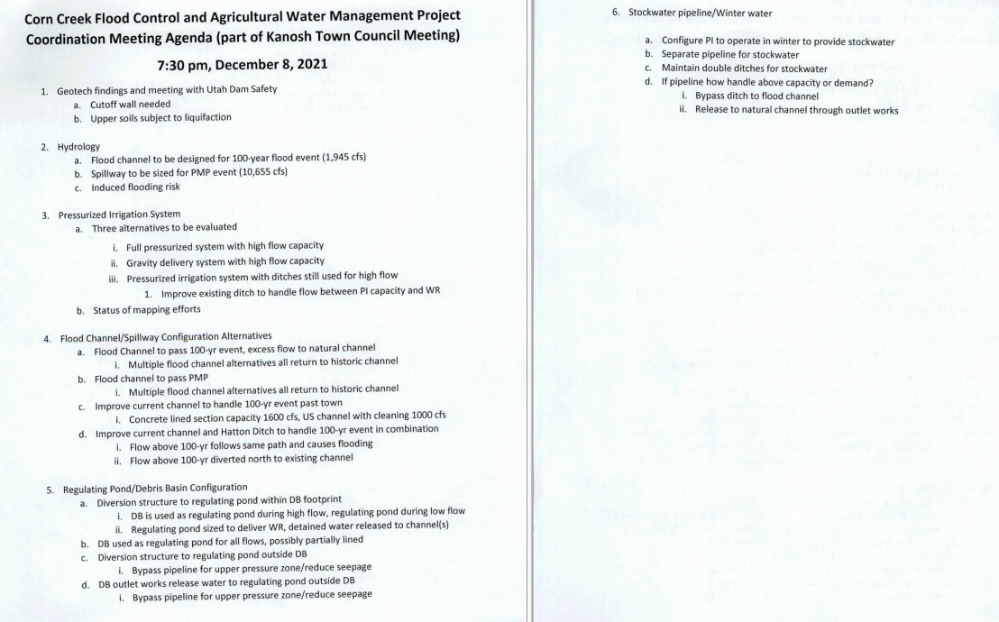 Corn Creek Flood Control and Agricultural Water Management Project
Coordination Meeting Agenda (part of Kanosh Town Council Meeting)
7:30 pm, December 8, 2021
1. Geotech findings and meeting with Utah Dam Safety
a. Cutoff wall needed
b. Upper soils subject to liquifaction
2. Hydrology
a. Flood channel to be designed for 100-year flood event (1,945 cfs)
b. Spillway to be sized for PMP event (10,655 cfs)
c. Induced flooding risk
3. Pressurized Irrigation System
a. Three alternatives to be evaluated
i. Full pressurized system with high flow capacity
ii. Gravity delivery system with high flow capacity
iii. Pressurized irrigation system with ditches still used for high flow
1. Improve existing ditch to handle flow between PI capacity and WR
b. Status of mapping efforts
4. Flood Channel/Spillway Configuration Alternatives
a. Flood Channel to pass 100-yr event, excess flow to natural channel
i. Multiple flood channel alternatives all return to historic channel
b. Flood channel to pass PMP
i. Multiple flood channel alternatives all return to historic channel
c. Improve current channel to handle 100-yr event past town
i. Concrete lined section capacity 1600 cfs, US channel with cleaning 1000 cfs
d. Improve current channel and Hatton Ditch to handle 100-yr event in combination
i. Flow above 100-yr follows same path and causes flooding
ii. Flow above 100-yr diverted north to existing channel
5. Regulating Pond/Debris Basin Configuration
a. Diversion structure to regulating pond within DB footprint
i. DB is used as regulating pond during high flow, regulating pond during low flow
ii. Regulating pond sized to deliver WR, detained water released to channel(s)
b. DB used as regulating pond for all flows, possibly partially lined
c. Diversion structure to regulating pond outside DB
i. Bypass pipeline for upper pressure zone/reduce seepage
d. DB outlet works release water to regulating pond outside DB
i. Bypass pipeline for upper pressure zone/reduce seepage
6. Stockwater pipeline/Winter water
a. Configure PI to operate in winter to provide stockwater
b. Separate pipeline for stockwater
c. Maintain double ditches for stockwater
d. If pipeline how handle above capacity or demand?
i. Bypass ditch to flood channel
ii. Release to natural channel through outlet works